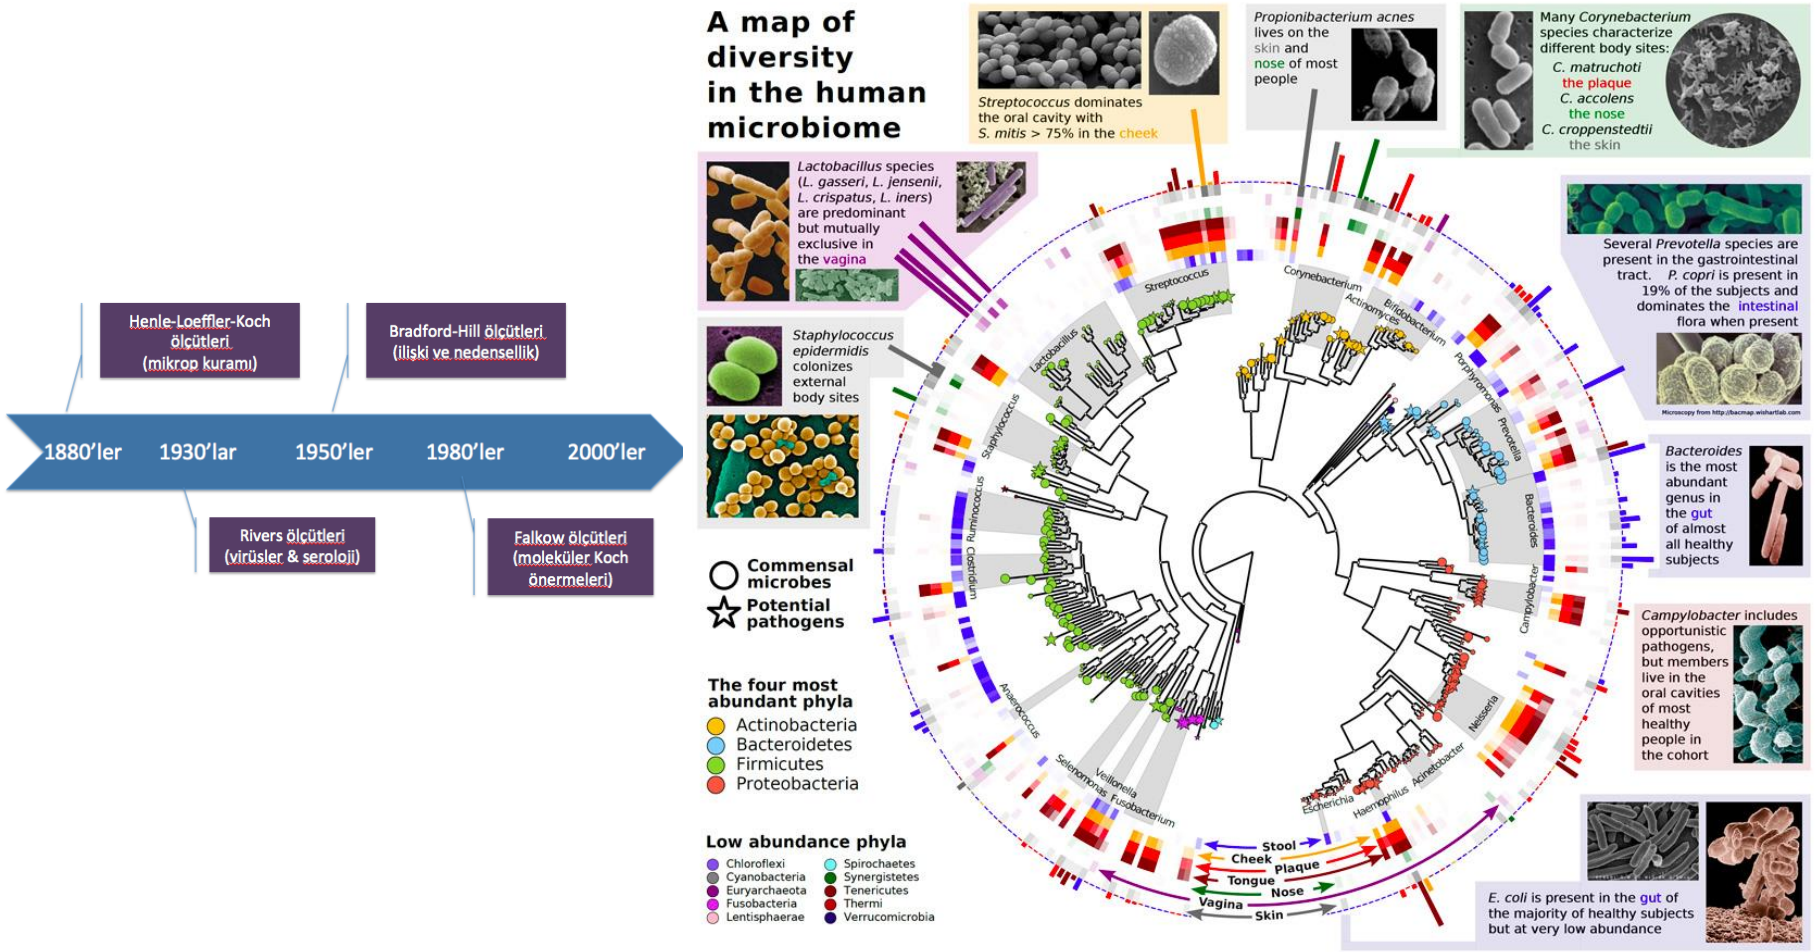 Henle-Loeffler-Koch
ölçütleri
(mikrop kuramı)
Bradford-Hill ölçütleri
(ilişki ve nedensellik)
1880’ler
1930’lar
1950’ler
1980’ler
2000’ler
Rivers ölçütleri
(virüsler & seroloji)
Falkow ölçütleri
(moleküler Koch
önermeleri)
A map of
diversity
in the human
microbiome
Streptococcus dominates
the oral cavity with
S. mitis > 75% in the cheek
Propionibacterium acnes
lives on the
skin and
nose of most
people
Many Corynebacterium
species characterize
different body sites:
C. matruchoti
the plaque
C. accolens
the nose
C. croppenstedtii
the skin
Lactobacillus species
(L. gasseri, L. jensenii,
L. crispatus, L. iners)
are predominant
but mutually
exclusive in
the vagina
Several Prevotella species are
present in the gastrointestinal
tract. P. copri is present in
19% of the subjects and
dominates the intestinal
flora when present
Microscopy from http://bacmap.wishartlab.com
Staphylococcus
epidermidis
colonizes
external
body sites
Bacteroides
is the most
abundant
genus in
the gut
of almost
all healthy
subjects
Commensal
microbes
Potential
pathogens
Campylobacter includes
opportunistic
pathogens,
but members
live in the
oral cavities
of most
healthy
people in
the cohort
The four most
abundant phyla
Actinobacteria
Bacteroidetes
Firmicutes
Proteobacteria
Low abundance phyla
Chloroflexi
Cyanobacteria
Euryarchaeota
Fusobacteria
Lentisphaerae
Spirochaetes
Synergistetes
Tenericutes
Thermi
Verrucomicrobia
E. coli is present in the gut of
the majority of healthy subjects
but at very low abundance
Streptococcus
Corynebacterium
Actinomyces
Bifidobacterium
Porphyromonas
Prevotella
Bacteroides
Campylobacter
Neisseria
Acinetobacter
Haemophilus
Escherichia
Fusobacterium
Veillonella
Selenomonas
Anaerococcus
Clostridium
Ruminococcus
Staphylococcus
Lactobacillus
Stool
Cheek
Plaque
Tongue
Nose
Vagina
Skin